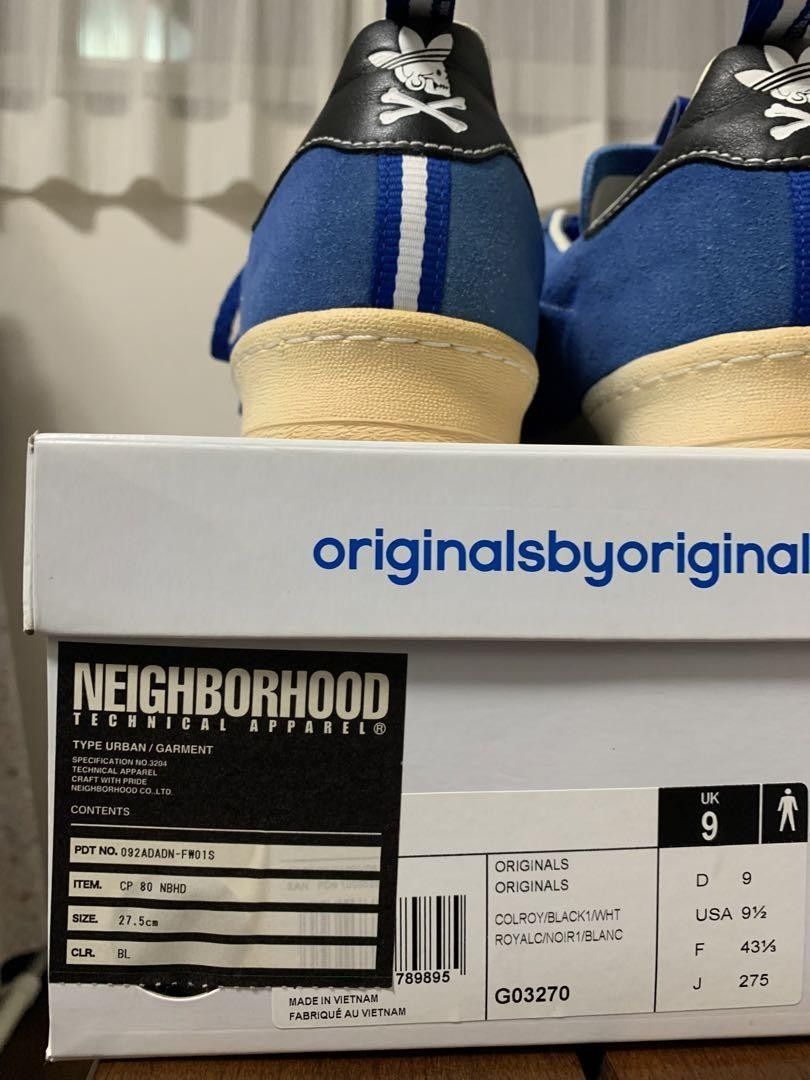 originalsbyoriginal
NEIGHBORHOOD
TECHNICAL APPAREL®
TYPE URBAN / GARMENT
SPECIFICATION NO.3204
TECHNICAL APPAREL
CRAFT WITH PRIDE
NEIGHBORHOOD CO.,LTD.
CONTENTS
PDT NO. 092ADADN-FW01S
ITEM. CP 80 NBHD
SIZE. 27.5cm
CLR. BL
789895
MADE IN VIETNAM
FABRIQUÉ AU VIETNAM
ORIGINALS
ORIGINALS
COLROY/BLACK1/WHT
ROYALC/NOIR1/BLANC
G03270
UK
9
D 9
USA 9½
F 43⅓
J 275